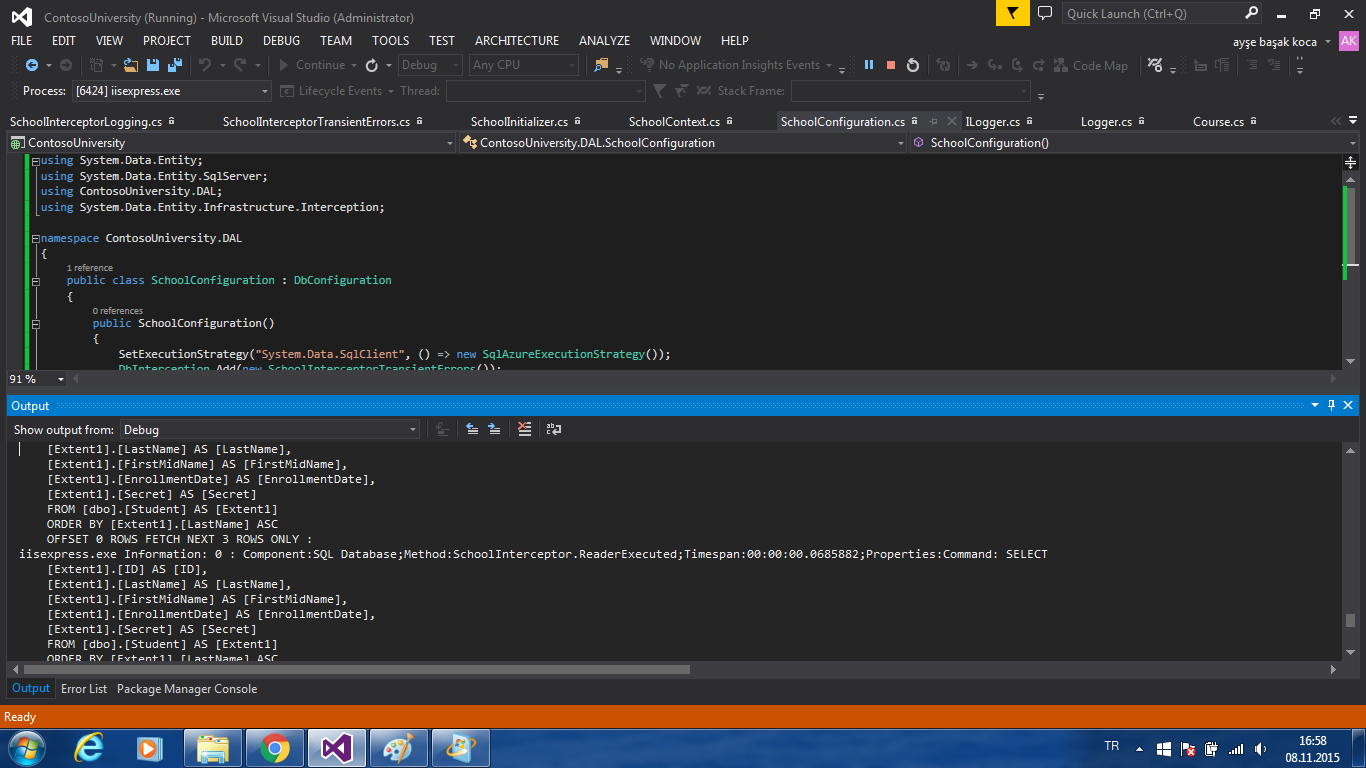 ContosoUniversity (Running) - Microsoft Visual Studio (Administrator)
Quick Launch (Ctrl+Q)
FILE EDIT VIEW PROJECT BUILD DEBUG TEAM TOOLS TEST ARCHITECTURE ANALYZE WINDOW HELP
ayşe başak koca AK
Continue Debug Any CPU No Application Insights Events Code Map
Process: [6424] iisexpress.exe Lifecycle Events Thread: Stack Frame:
SchoolInterceptorLogging.cs SchoolInterceptorTransientErrors.cs SchoolInitializer.cs SchoolContext.cs SchoolConfiguration.cs ILogger.cs Logger.cs Course.cs
ContosoUniversity ContosoUniversity.DAL.SchoolConfiguration SchoolConfiguration()
using System.Data.Entity;
using System.Data.Entity.SqlServer;
using ContosoUniversity.DAL;
using System.Data.Entity.Infrastructure.Interception;
namespace ContosoUniversity.DAL
{
1 reference
public class SchoolConfiguration : DbConfiguration
{
0 references
public SchoolConfiguration()
{
SetExecutionStrategy("System.Data.SqlClient", () => new SqlAzureExecutionStrategy());
DbInterception.Add(new SchoolInterceptorTransientErrors());
91 %
Output
Show output from: Debug
[Extent1].[LastName] AS [LastName],
[Extent1].[FirstMidName] AS [FirstMidName],
[Extent1].[EnrollmentDate] AS [EnrollmentDate],
[Extent1].[Secret] AS [Secret]
FROM [dbo].[Student] AS [Extent1]
ORDER BY [Extent1].[LastName] ASC
OFFSET 0 ROWS FETCH NEXT 3 ROWS ONLY :
iisexpress.exe Information: 0 : Component:SQL Database;Method:SchoolInterceptor.ReaderExecuted;Timespan:00:00:00.0685882;Properties:Command: SELECT
[Extent1].[ID] AS [ID],
[Extent1].[LastName] AS [LastName],
[Extent1].[FirstMidName] AS [FirstMidName],
[Extent1].[EnrollmentDate] AS [EnrollmentDate],
[Extent1].[Secret] AS [Secret]
FROM [dbo].[Student] AS [Extent1]
ORDER BY [Extent1].[LastName] ASC
Output Error List Package Manager Console
Ready
TR
16:58
08.11.2015